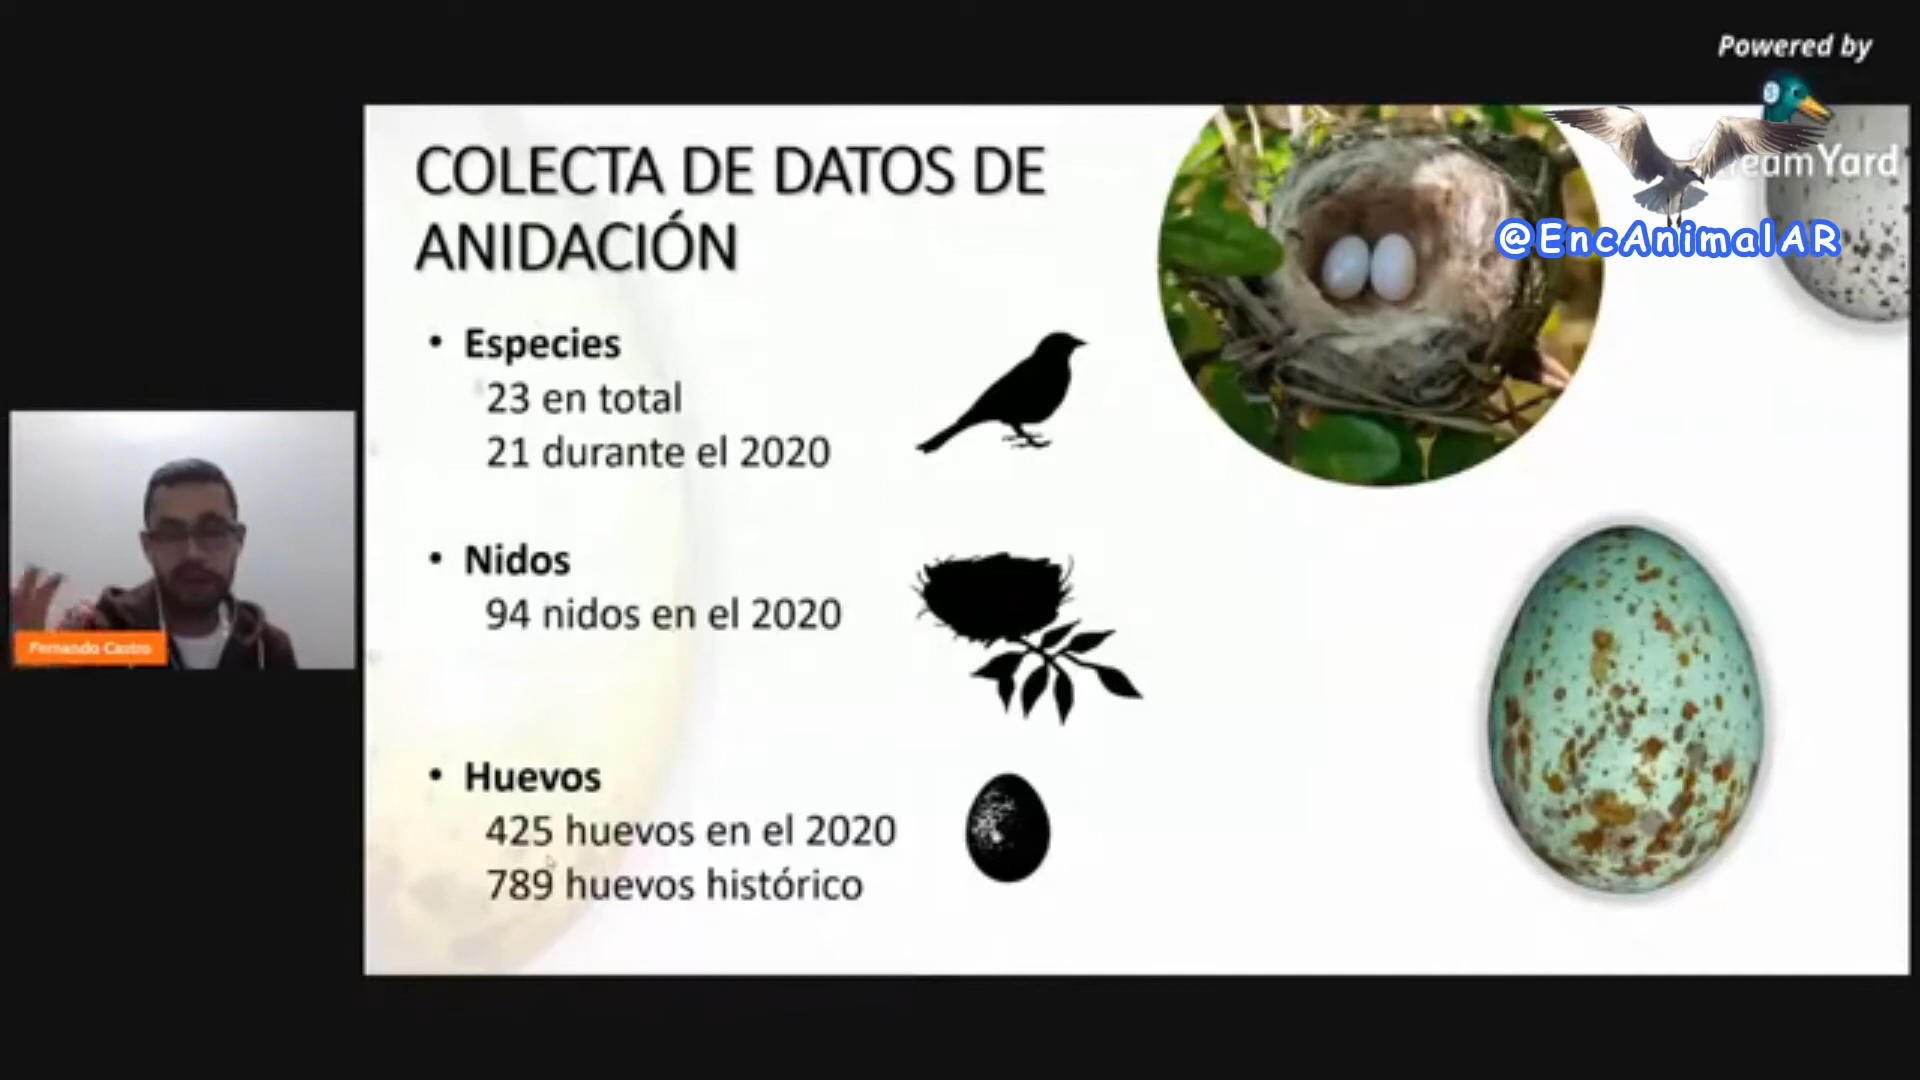 Powered by
StreamYard
@EncAnimalAR
COLECTA DE DATOS DE
ANIDACIÓN
• Especies
23 en total
21 durante el 2020
• Nidos
94 nidos en el 2020
• Huevos
425 huevos en el 2020
789 huevos histórico
Fernando Castro